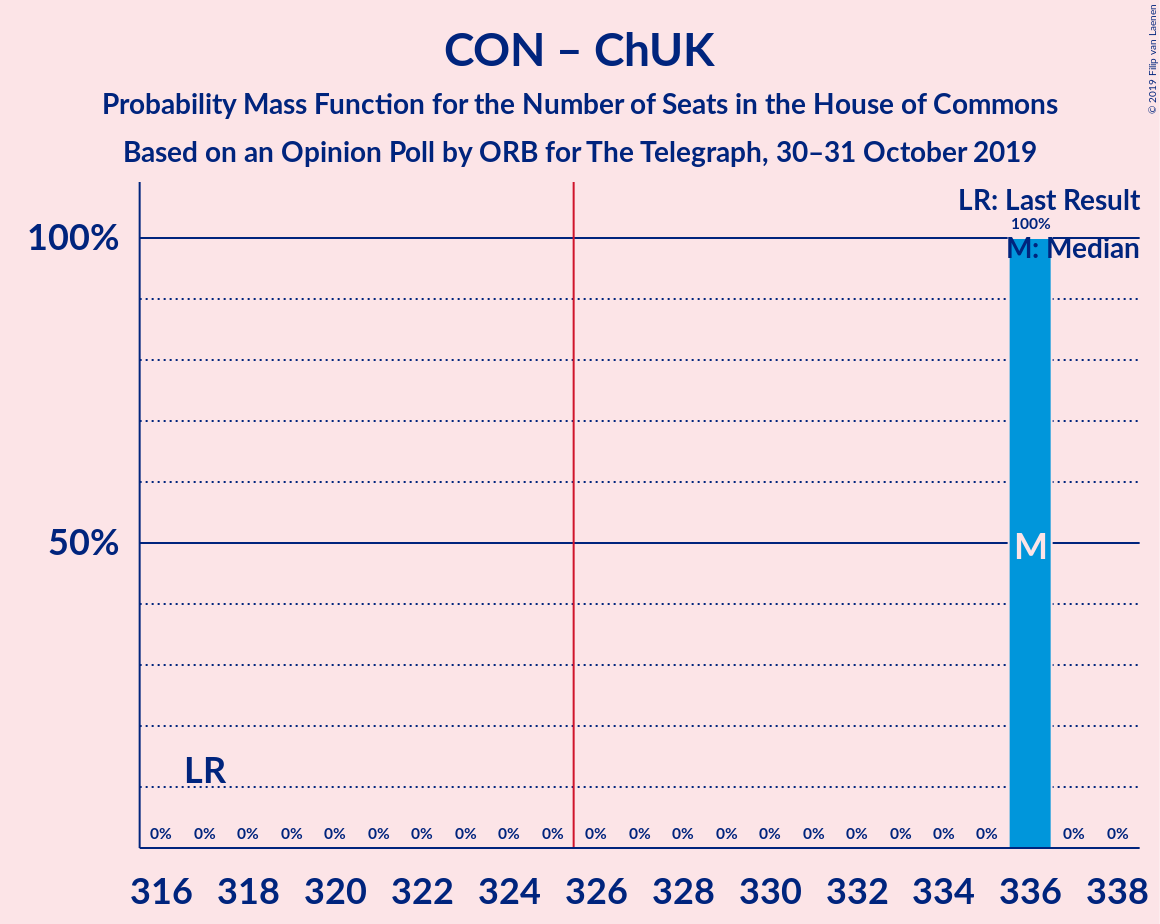 CON – ChUK
Probability Mass Function for the Number of Seats in the House of Commons
Based on an Opinion Poll by ORB for The Telegraph, 30–31 October 2019
© 2019 Filip van Laenen
LR: Last Result
100%
100%
M: Median
50%
M
LR
0% 0% 0% 0% 0% 0% 0% 0% 0% 0% 0% 0% 0% 0% 0% 0% 0% 0% 0% 0% 0% 0%
316 318 320 322 324 326 328 330 332 334 336 338